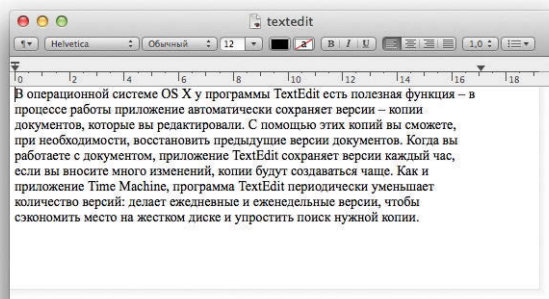 textedit
¶ Helvetica Обычный 12 a B I U 1,0
0 2 4 6 8 10 12 14 16 18
В операционной системе OS X у программы TextEdit есть полезная функция – в
процессе работы приложение автоматически сохраняет версии – копии
документов, которые вы редактировали. С помощью этих копий вы сможете,
при необходимости, восстановить предыдущие версии документов. Когда вы
работаете с документом, приложение TextEdit сохраняет версии каждый час,
если вы вносите много изменений, копии будут создаваться чаще. Как и
приложение Time Machine, программа TextEdit периодически уменьшает
количество версий: делает ежедневные и еженедельные версии, чтобы
сэкономить место на жестком диске и упростить поиск нужной копии.